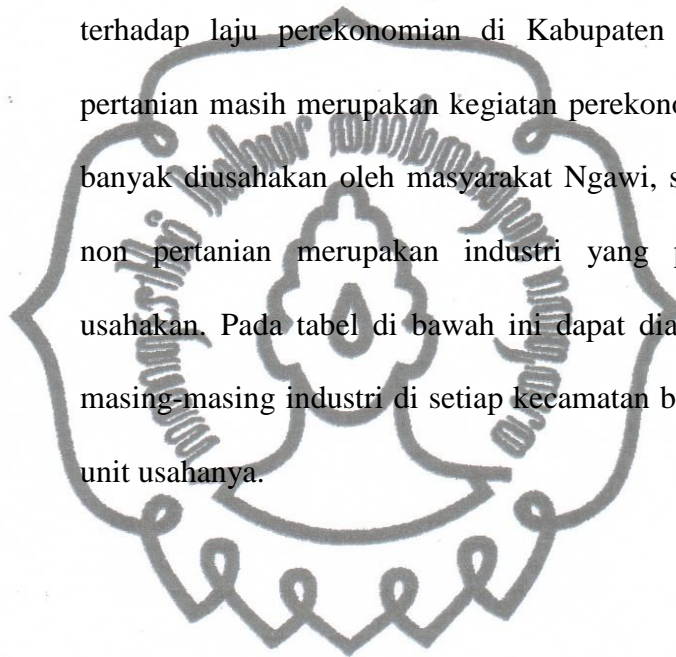 terhadap laju perekonomian di Kabupaten
pertanian masih merupakan kegiatan perekono
banyak diusahakan oleh masyarakat Ngawi, s
non pertanian merupakan industri yang p
usahakan. Pada tabel di bawah ini dapat dia
masing-masing industri di setiap kecamatan b
unit usahanya.